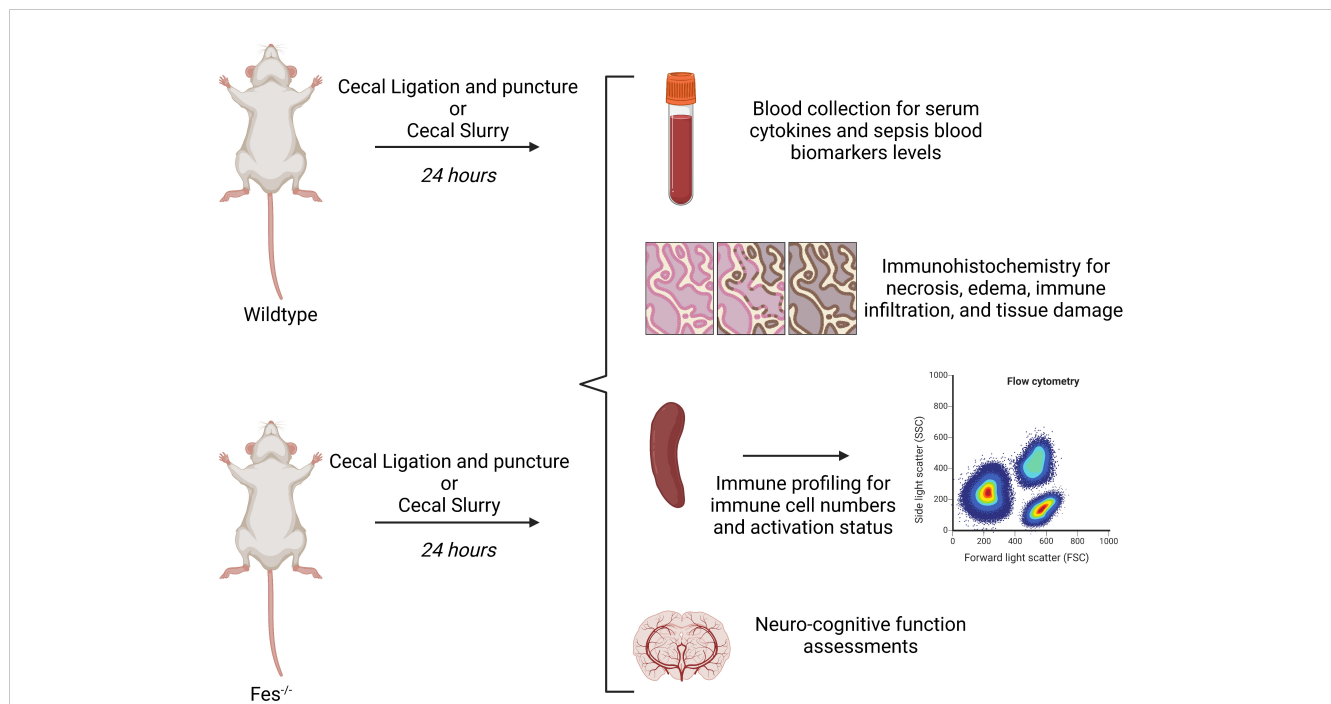 Cecal Ligation and puncture
or
Cecal Slurry
24 hours
Wildtype
Cecal Ligation and puncture
or
Cecal Slurry
24 hours
Fes-/-
Blood collection for serum
cytokines and sepsis blood
biomarkers levels
Immunohistochemistry for
necrosis, edema, immune
infiltration, and tissue damage
Immune profiling for
immune cell numbers
and activation status
Flow cytometry
Side light scatter (SSC)
1000
800
600
400
200
0
0 200 400 600 800 1000
Forward light scatter (FSC)
Neuro-cognitive function
assessments